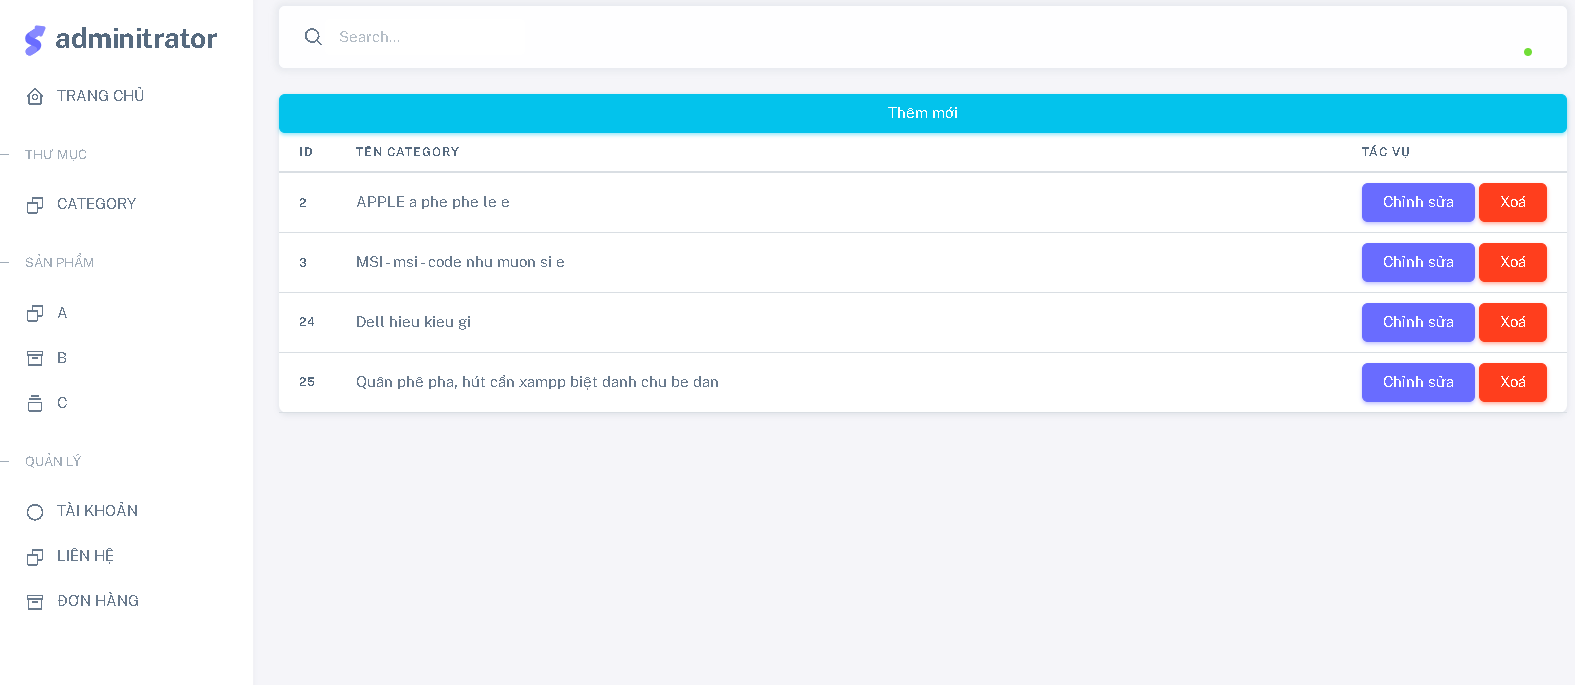 adminitrator
TRANG CHỦ
THƯ MỤC
CATEGORY
SẢN PHẨM
A
B
C
QUẢN LÝ
TÀI KHOẢN
LIÊN HỆ
ĐƠN HÀNG
Search...
Thêm mới
ID TÊN CATEGORY TÁC VỤ
2 APPLE a phe phe le e Chỉnh sửa Xoá
3 MSI - msi - code nhu muon si e Chỉnh sửa Xoá
24 Dell hieu kieu gi Chỉnh sửa Xoá
25 Quân phê pha, hút cần xampp biệt danh chu be dan Chỉnh sửa Xoá